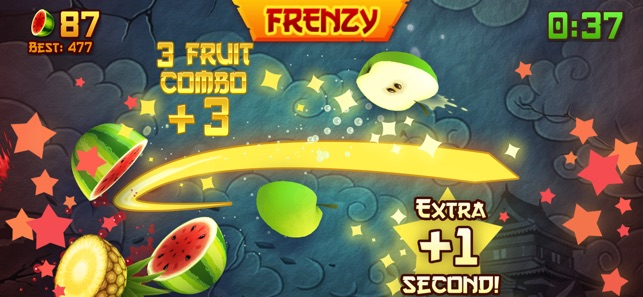 87
BEST: 477
FRENZY
0:37
3 FRUIT
COMBO
+3
EXTRA
+1
SECOND!